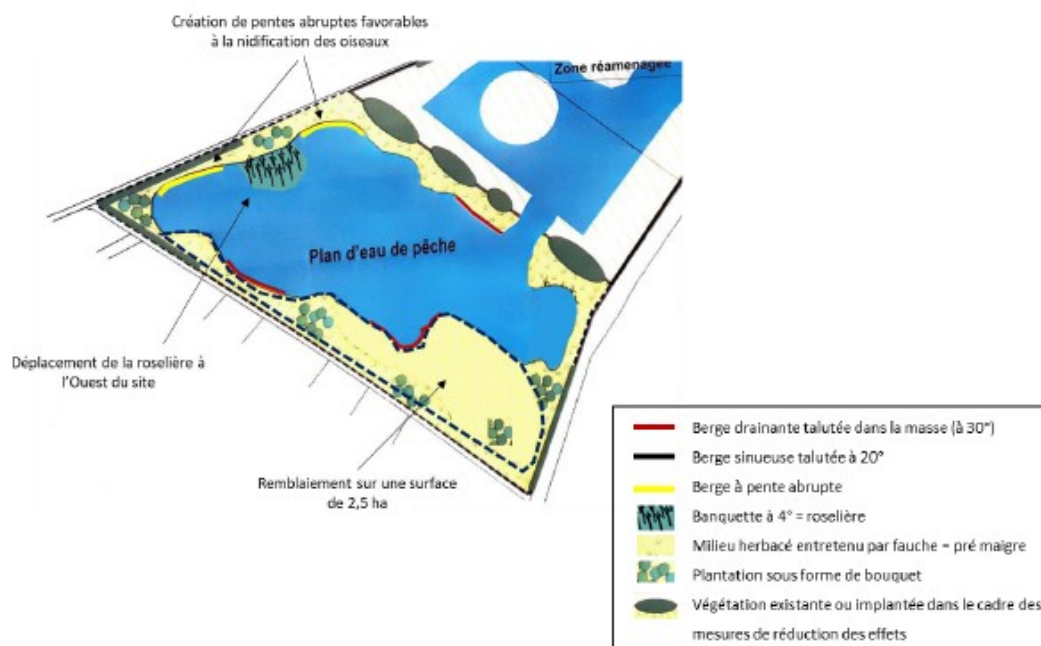 Création de pentes abruptes favorables
à la nidification des oiseaux
Zone réaménagée
Plan d'eau de pêche
Déplacement de la roselière à
l'Ouest du site
Remblaiement sur une surface
de 2,5 ha
Berge drainante talutée dans la masse (à 30°)
Berge sinueuse talutée à 20°
Berge à pente abrupte
Banquette à 4° = roselière
Milieu herbacé entretenu par fauche = pré maigre
Plantation sous forme de bouquet
Végétation existante ou implantée dans le cadre des
mesures de réduction des effets